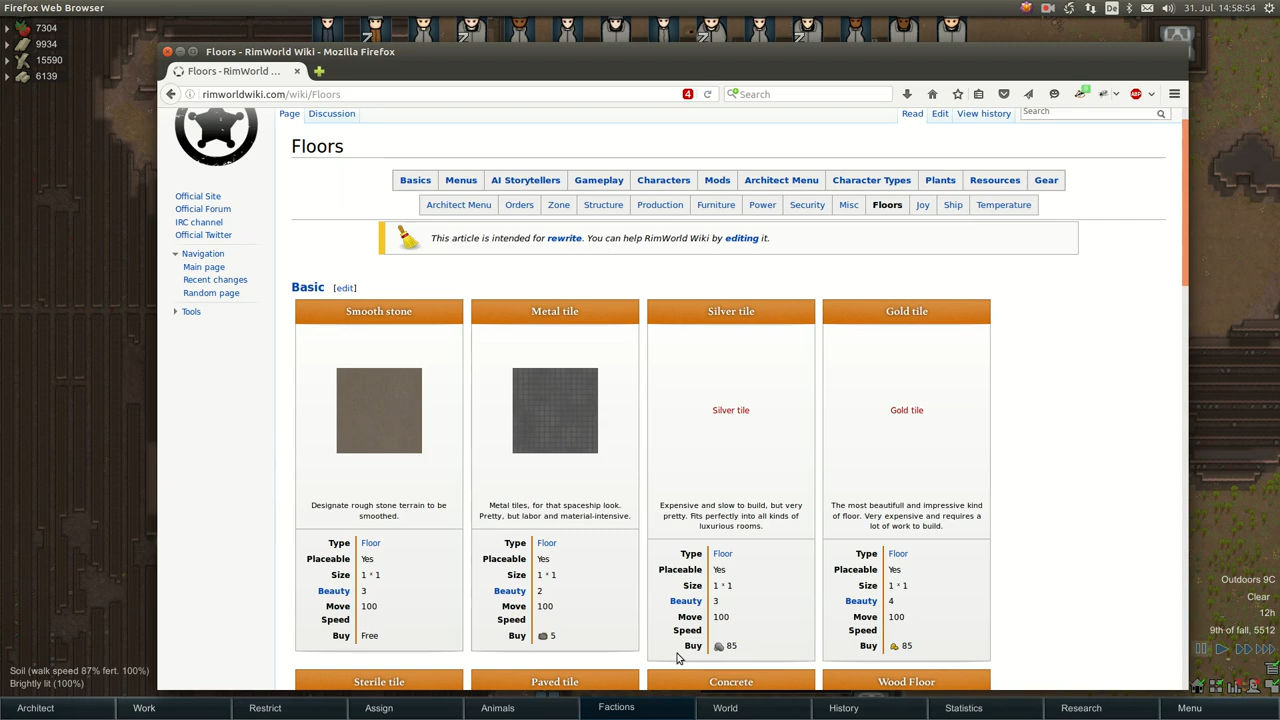 Firefox Web Browser
De
31. Jul. 14:58:54
7304
9934
15590
6139
Floors - RimWorld Wiki - Mozilla Firefox
Floors - RimWorld ...
rimworldwiki.com/wiki/Floors
4
Search
ABP
Page
Discussion
Read
Edit
View history
Search
Floors
Basics
Menus
AI Storytellers
Gameplay
Characters
Mods
Architect Menu
Character Types
Plants
Resources
Gear
Architect Menu
Orders
Zone
Structure
Production
Furniture
Power
Security
Misc
Floors
Joy
Ship
Temperature
This article is intended for rewrite. You can help RimWorld Wiki by editing it.
Official Site
Official Forum
IRC channel
Official Twitter
Navigation
Main page
Recent changes
Random page
Tools
Basic [edit]
Smooth stone
Designate rough stone terrain to be
smoothed.
Type Floor
Placeable Yes
Size 1 * 1
Beauty 3
Move 100
Speed
Buy Free
Metal tile
Metal tiles, for that spaceship look.
Pretty, but labor and material-intensive.
Type Floor
Placeable Yes
Size 1 * 1
Beauty 2
Move 100
Speed
Buy 5
Silver tile
Silver tile
Expensive and slow to build, but very
pretty. Fits perfectly into all kinds of
luxurious rooms.
Type Floor
Placeable Yes
Size 1 * 1
Beauty 3
Move 100
Speed
Buy 85
Gold tile
Gold tile
The most beautifull and impressive kind
of floor. Very expensive and requires a
lot of work to build.
Type Floor
Placeable Yes
Size 1 * 1
Beauty 4
Move 100
Speed
Buy 85
Sterile tile
Paved tile
Concrete
Wood Floor
Outdoors 9C
Clear
12h
9th of fall, 5512
Soil (walk speed 87% fert. 100%)
Brightly lit (100%)
Architect
Work
Restrict
Assign
Animals
Factions
World
History
Statistics
Research
Menu